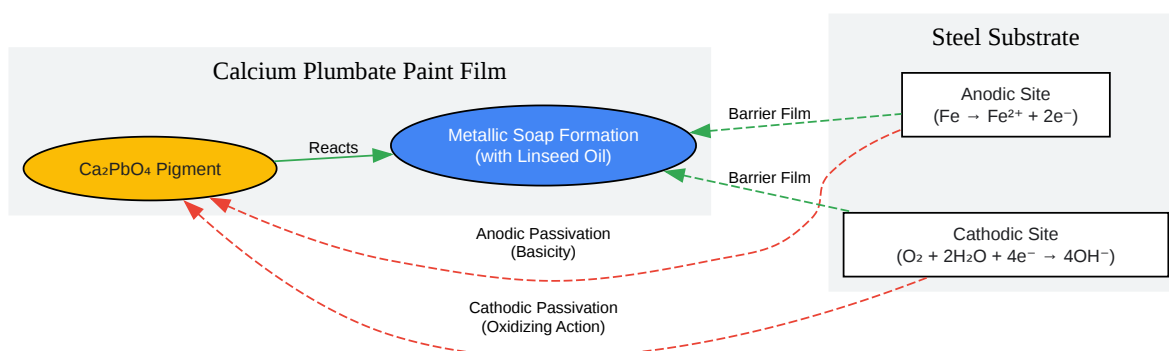 Steel Substrate
Calcium Plumbate Paint Film
Anodic Site
(Fe → Fe²⁺ + 2e⁻)
Barrier Film
Metallic Soap Formation
(with Linseed Oil)
Reacts
Ca₂PbO₄ Pigment
Barrier Film
Cathodic Site
(O₂ + 2H₂O + 4e⁻ → 4OH⁻)
Anodic Passivation
(Basicity)
Cathodic Passivation
(Oxidizing Action)